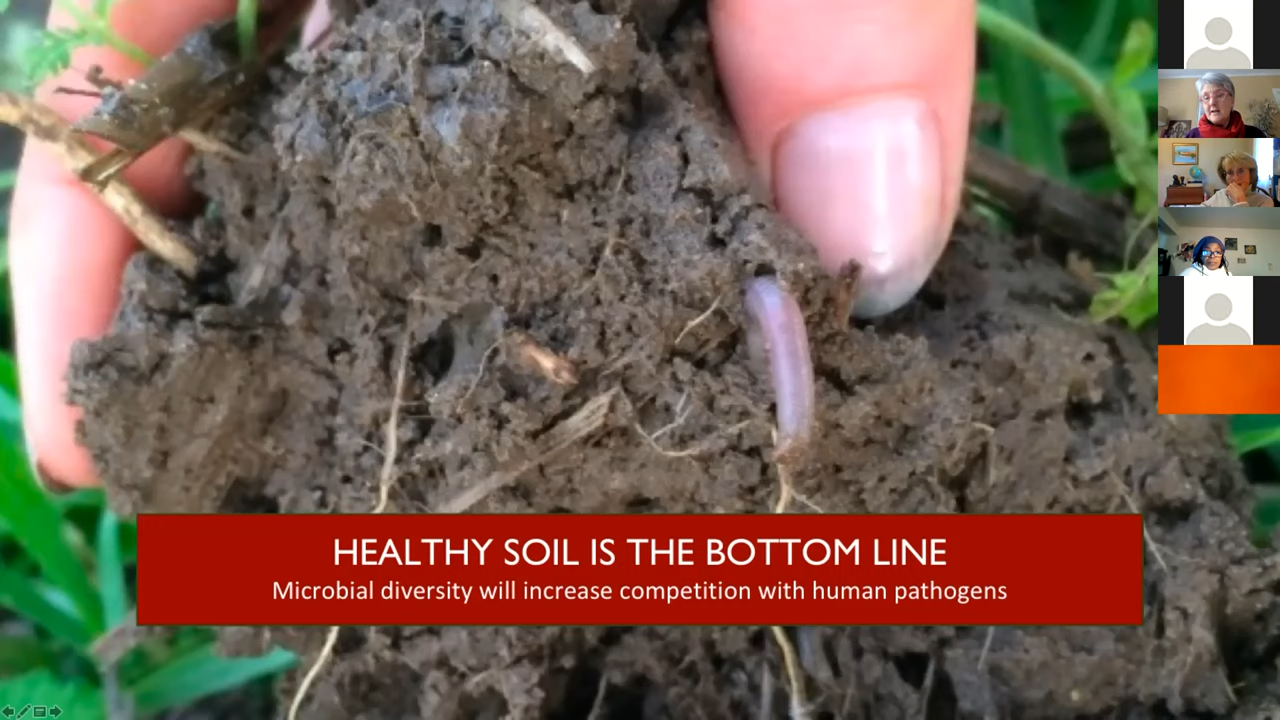 HEALTHY SOIL IS THE BOTTOM LINE
Microbial diversity will increase competition with human pathogens